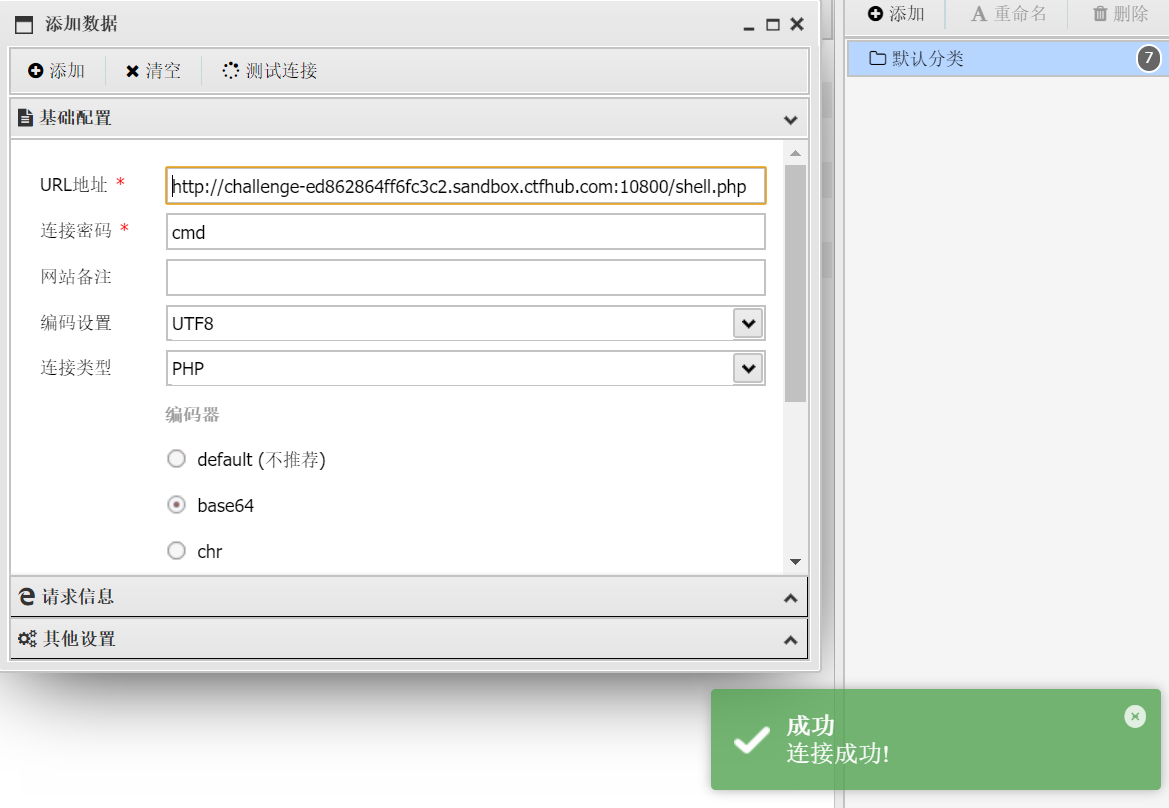 添加数据
添加 清空 测试连接
基础配置
URL地址 * http://challenge-ed862864ff6fc3c2.sandbox.ctfhub.com:10800/shell.php
连接密码 * cmd
网站备注
编码设置 UTF8
连接类型 PHP
编码器
default (不推荐)
base64
chr
请求信息
其他设置
添加 重命名 删除
默认分类 7
成功
连接成功!